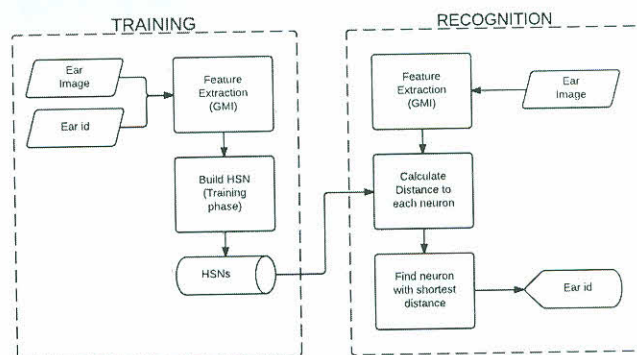 TRAINING
Ear
Image
Ear id
Feature
Extraction
(GMI)
Build HSN
(Training
phase)
HSNs
RECOGNITION
Feature
Extraction
(GMI)
Ear
Image
Calculate
Distance to
each neuron
Find neuron
with shortest
distance
Ear id